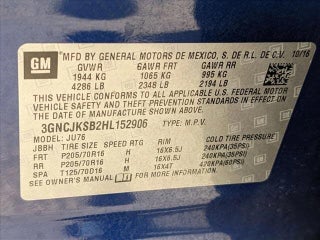 GM
MFD BY GENERAL MOTORS DE MEXICO, S. DE R.L. DE C.V. 10/16
GVWR GAWR FRT GAWR RR
1944 KG 1065 KG 995 KG
4286 LB 2348 LB 2194 LB
THIS VEHICLE CONFORMS TO ALL APPLICABLE U.S. FEDERAL MOTOR
VEHICLE SAFETY AND THEFT PREVENTION STANDARDS IN EFFECT
ON THE DATE OF MANUFACTURE SHOWN ABOVE.
3GNCJKSB2HL152906 TYPE: M.P.V.
MODEL: JU76
JBBH TIRE SIZE SPEED RTG RIM COLD TIRE PRESSURE
FRT P205/70R16 H 16X6.5J 240KPA(35PSI)
RR P205/70R16 H 16X6.5J 240KPA(35PSI)
SPA T125/70D16 M 16X4T 420KPA(60PSI)
SEE OWNER'S MANUAL FOR ADDITIONAL INFORMATION.